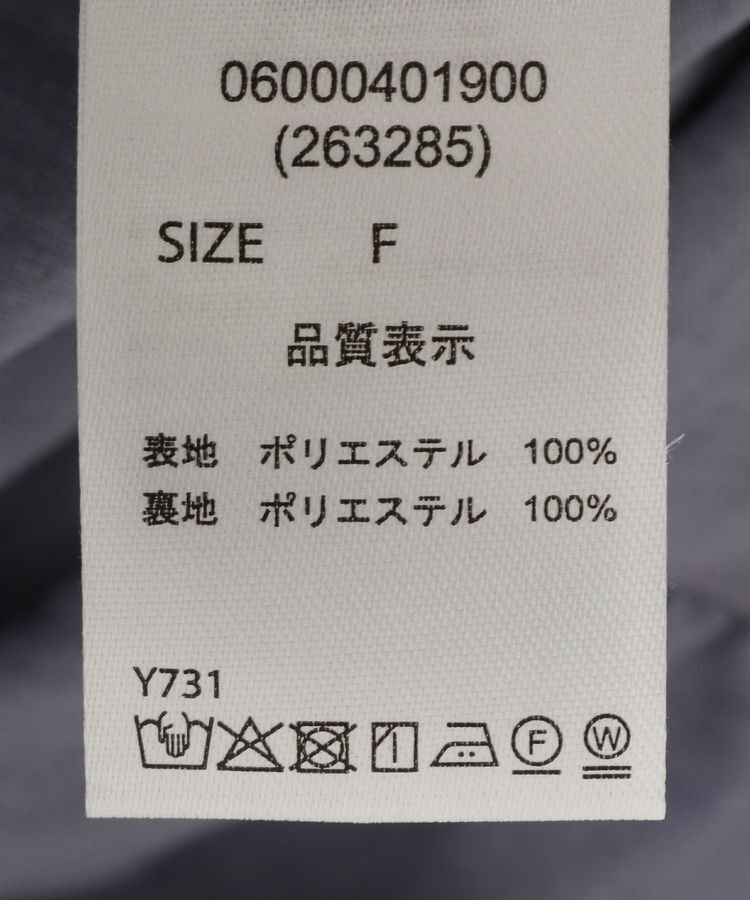 06000401900
(263285)
SIZE F
品質表示
表地 ポリエステル 100%
裏地 ポリエステル 100%
Y731
F W